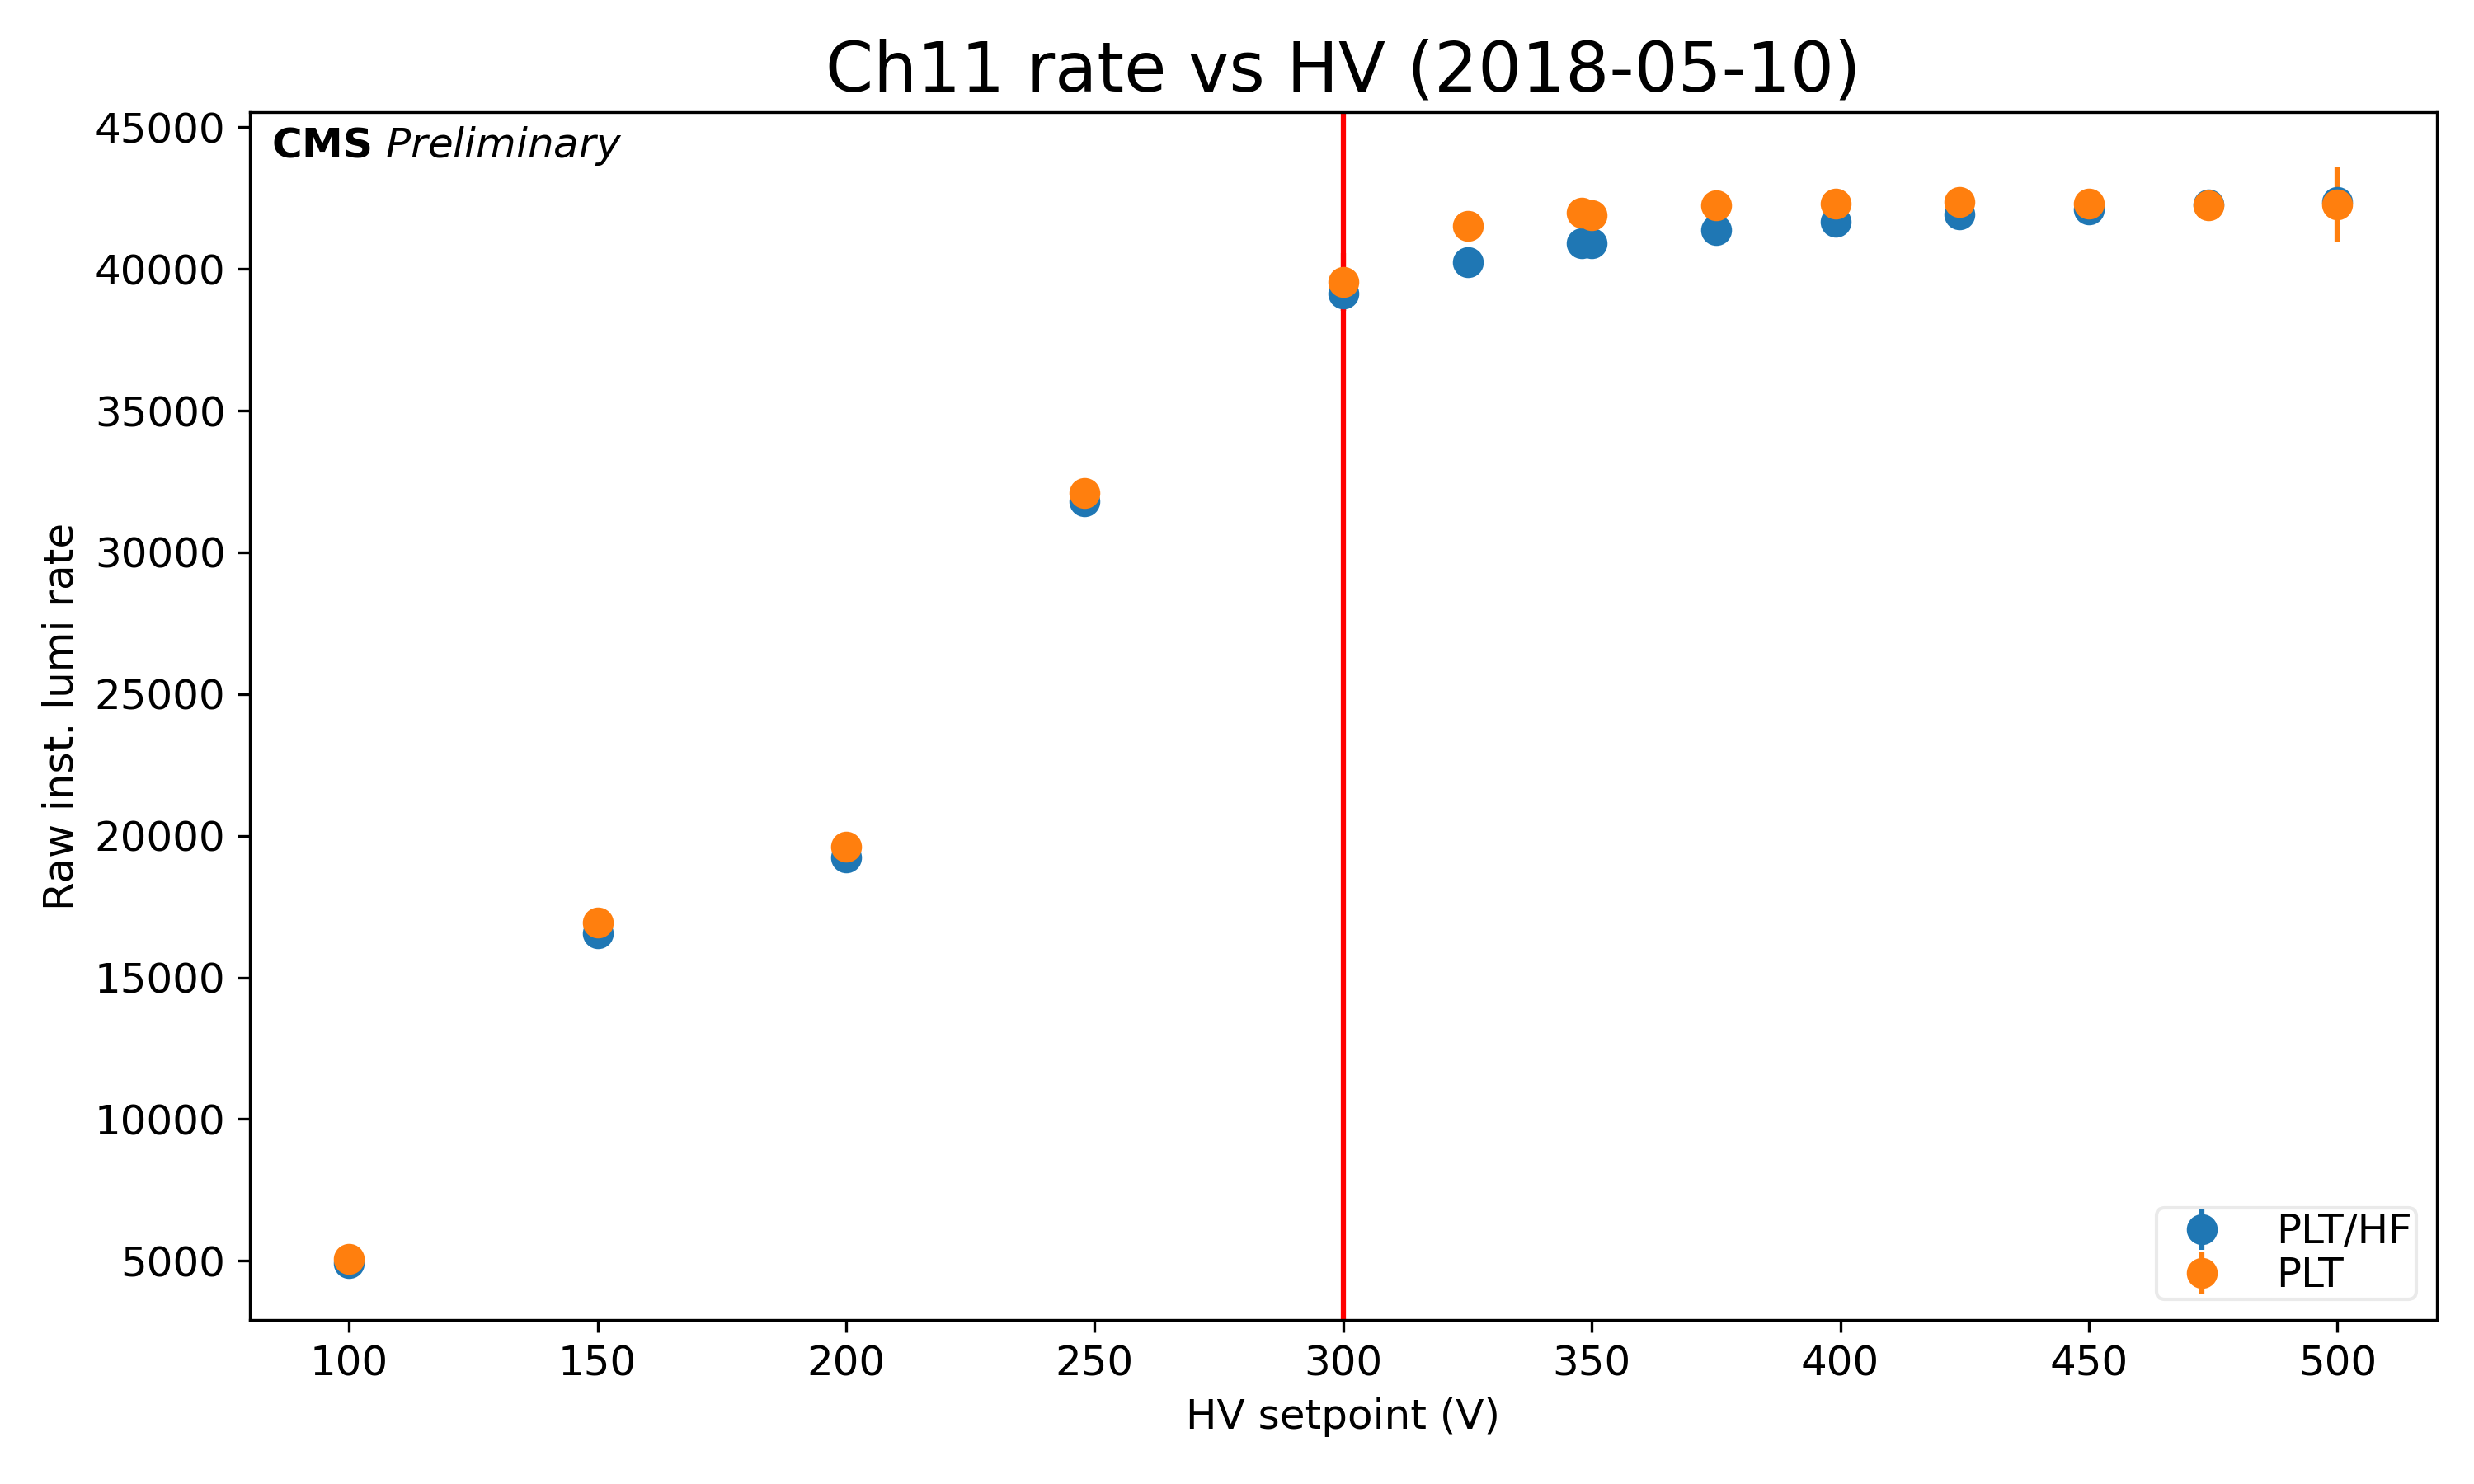 Ch11 rate vs HV (2018-05-10)
CMS Preliminary
45000
40000
35000
30000
25000
20000
15000
10000
5000
Raw inst. lumi rate
PLT/HF
PLT
100 150 200 250 300 350 400 450 500
HV setpoint (V)